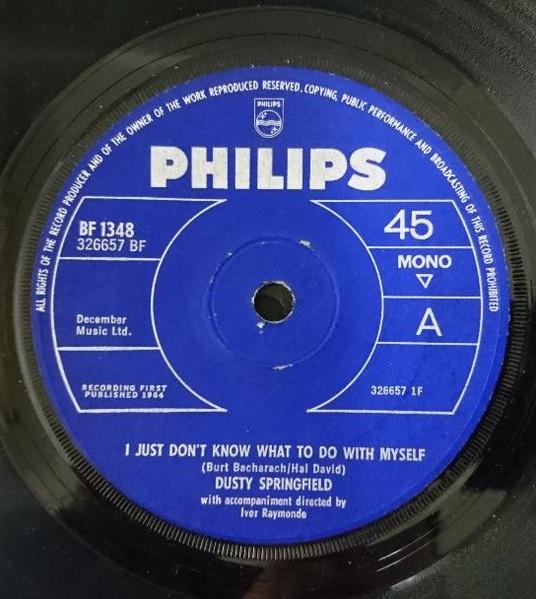 ALL RIGHTS OF THE RECORD PRODUCER AND OF THE OWNER OF THE WORK REPRODUCED RESERVED. COPYING, PUBLIC PERFORMANCE AND BROADCASTING OF THIS RECORD PROHIBITED
PHILIPS
PHILIPS
BF 1348
326657 BF
45
MONO
A
December
Music Ltd.
RECORDING FIRST
PUBLISHED 1964
326657 1F
I JUST DON'T KNOW WHAT TO DO WITH MYSELF
(Burt Bacharach/Hal David)
DUSTY SPRINGFIELD
with accompaniment directed by
Ivor Raymonde